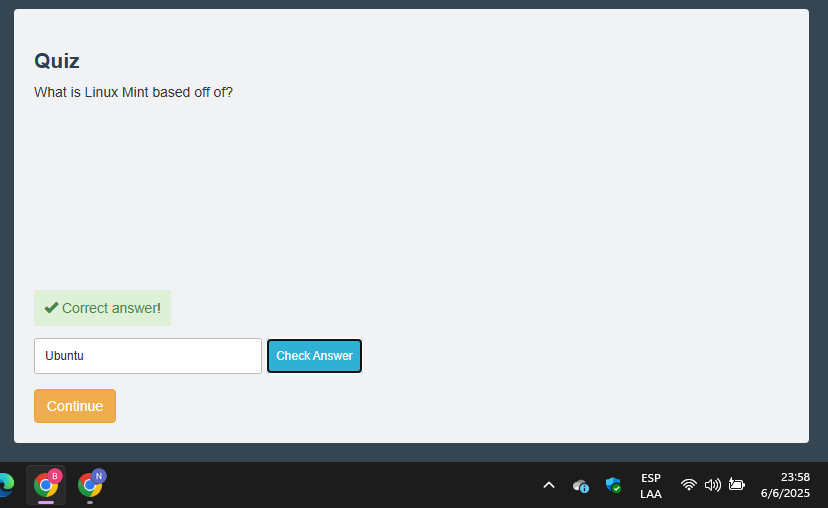 Quiz
What is Linux Mint based off of?
Correct answer!
Ubuntu
Check Answer
Continue
B
N
ESP
LAA
23:58
6/6/2025